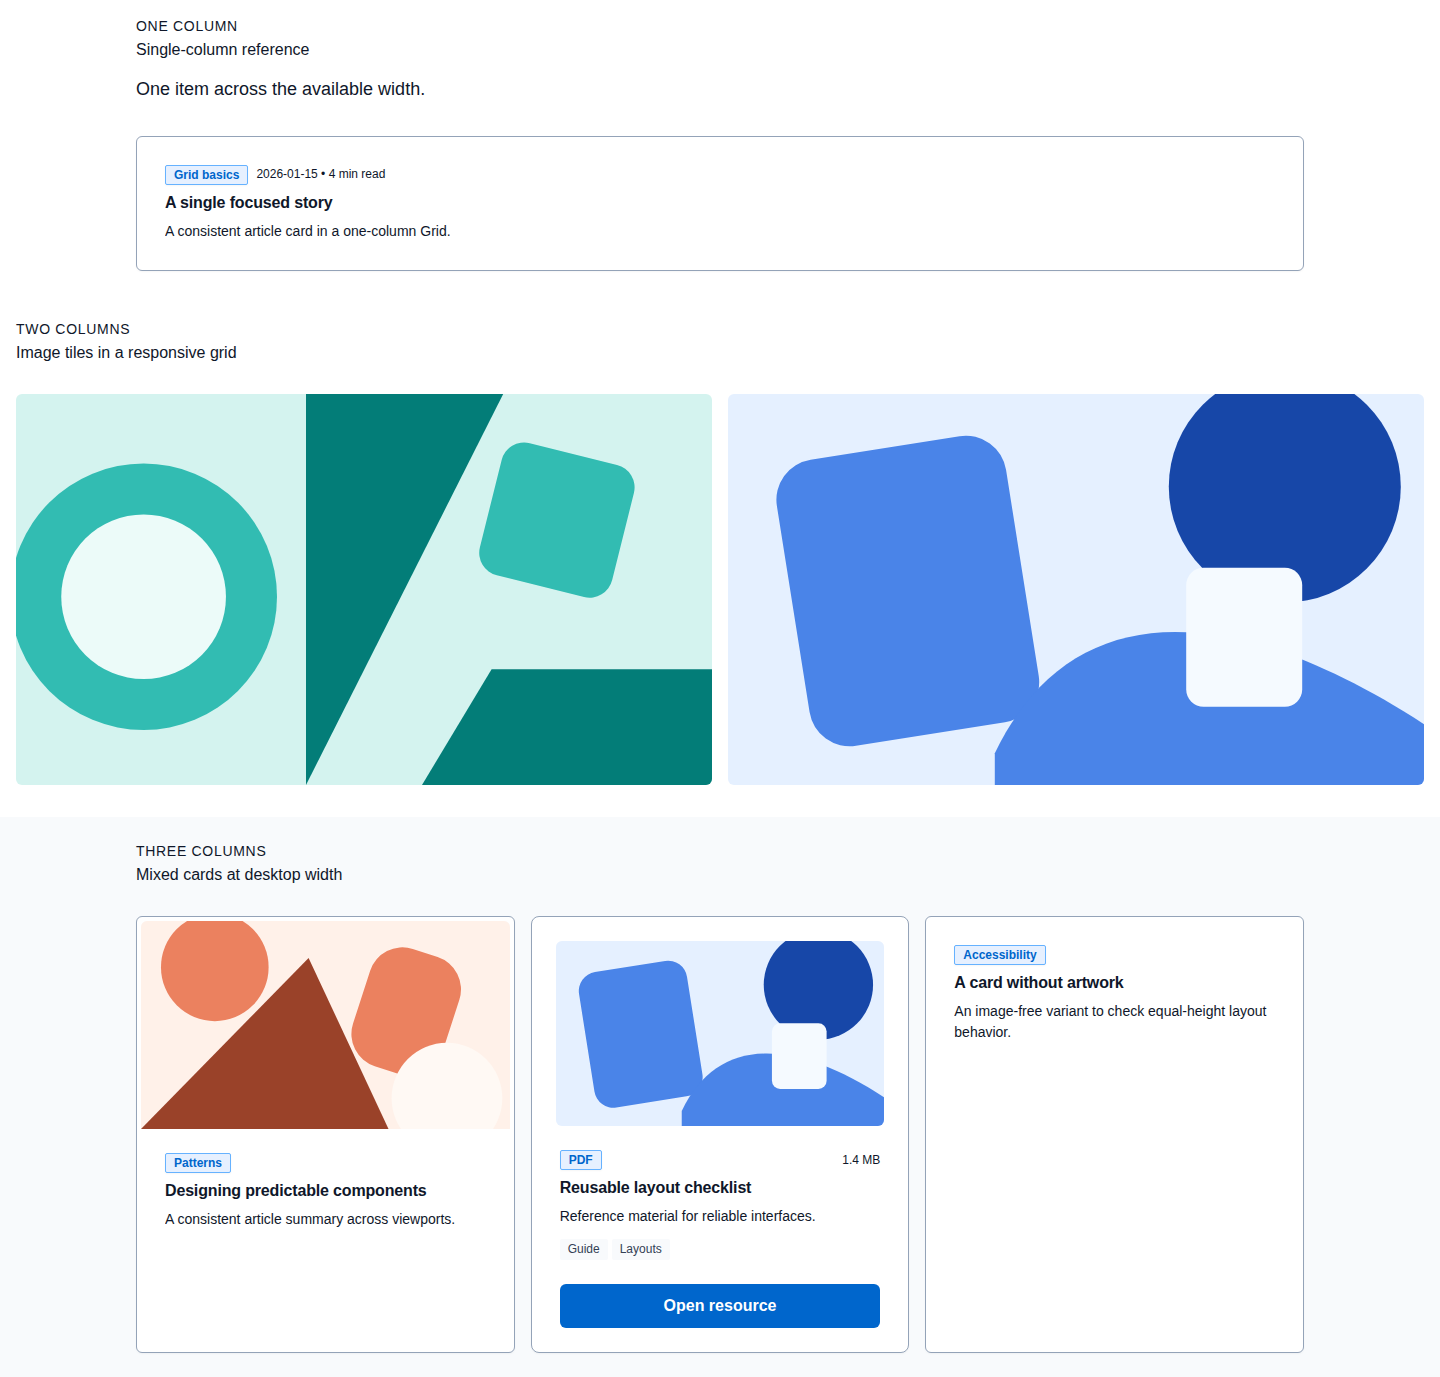 ONE COLUMN
Single-column reference
One item across the available width.
Grid basics 2026-01-15 • 4 min read
A single focused story
A consistent article card in a one-column Grid.
TWO COLUMNS
Image tiles in a responsive grid
THREE COLUMNS
Mixed cards at desktop width
Patterns
Designing predictable components
A consistent article summary across viewports.
PDF 1.4 MB
Reusable layout checklist
Reference material for reliable interfaces.
Guide Layouts
Open resource
Accessibility
A card without artwork
An image-free variant to check equal-height layout
behavior.